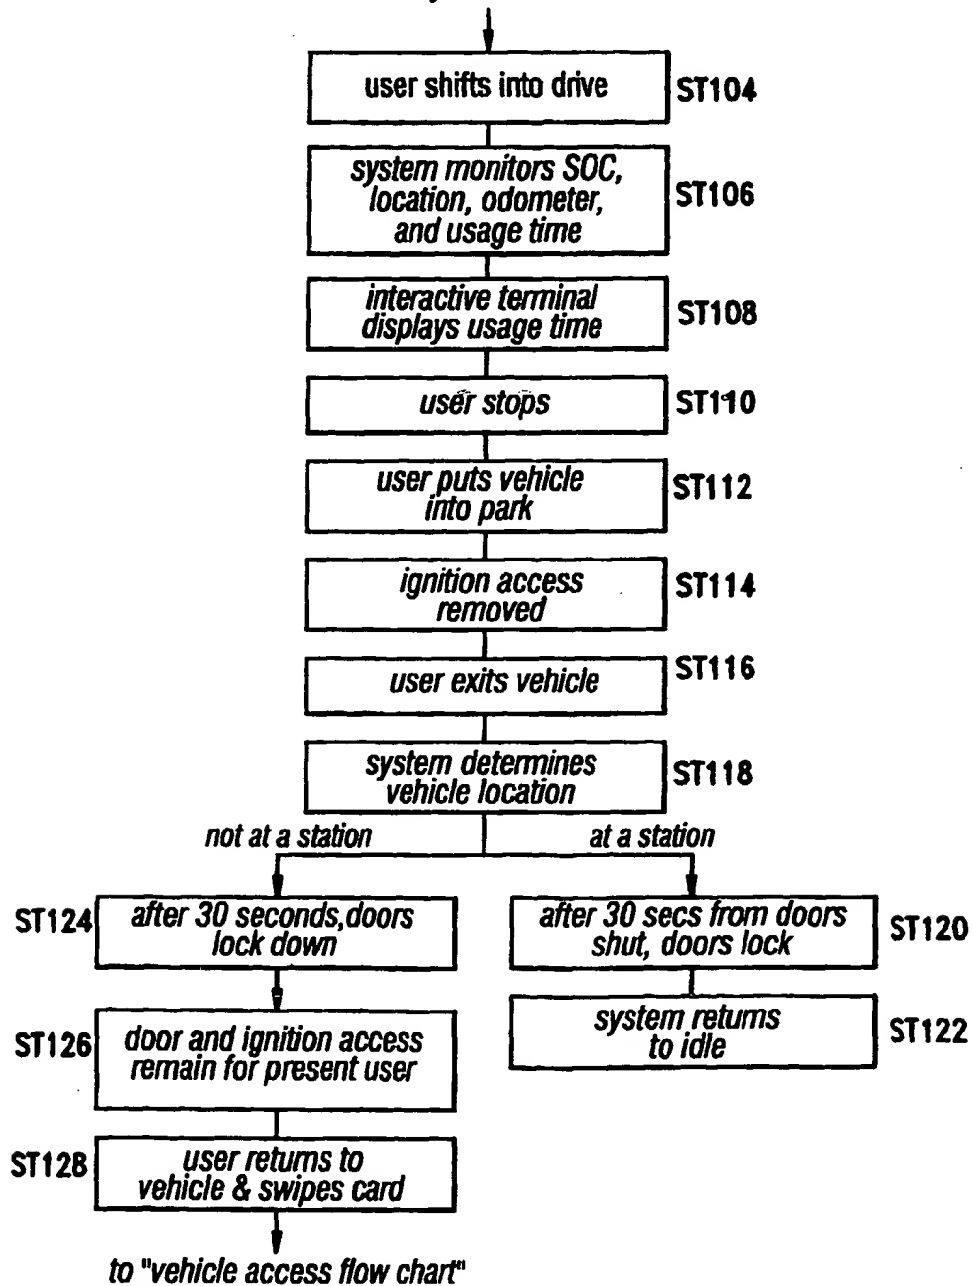 user shifts into drive ST104
system monitors SOC,
location, odometer,
and usage time
ST106
interactive terminal
displays usage time
ST108
user stops ST110
user puts vehicle
into park
ST112
ignition access
removed
ST114
user exits vehicle
ST116
system determines
vehicle location
ST118
not at a station
at a station
ST124
after 30 seconds,doors
lock down
after 30 secs from doors
shut, doors lock
ST120
ST126
door and ignition access
remain for present user
system returns
to idle
ST122
ST128
user returns to
vehicle & swipes card
to "vehicle access flow chart"